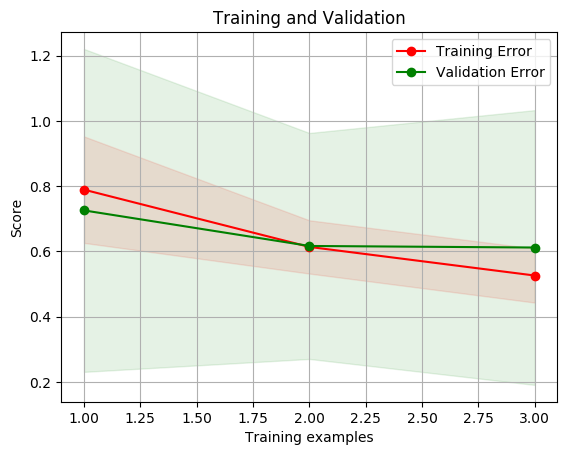 Training and Validation
Training Error
Validation Error
Score
1.2
1.0
0.8
0.6
0.4
0.2
1.00 1.25 1.50 1.75 2.00 2.25 2.50 2.75 3.00
Training examples